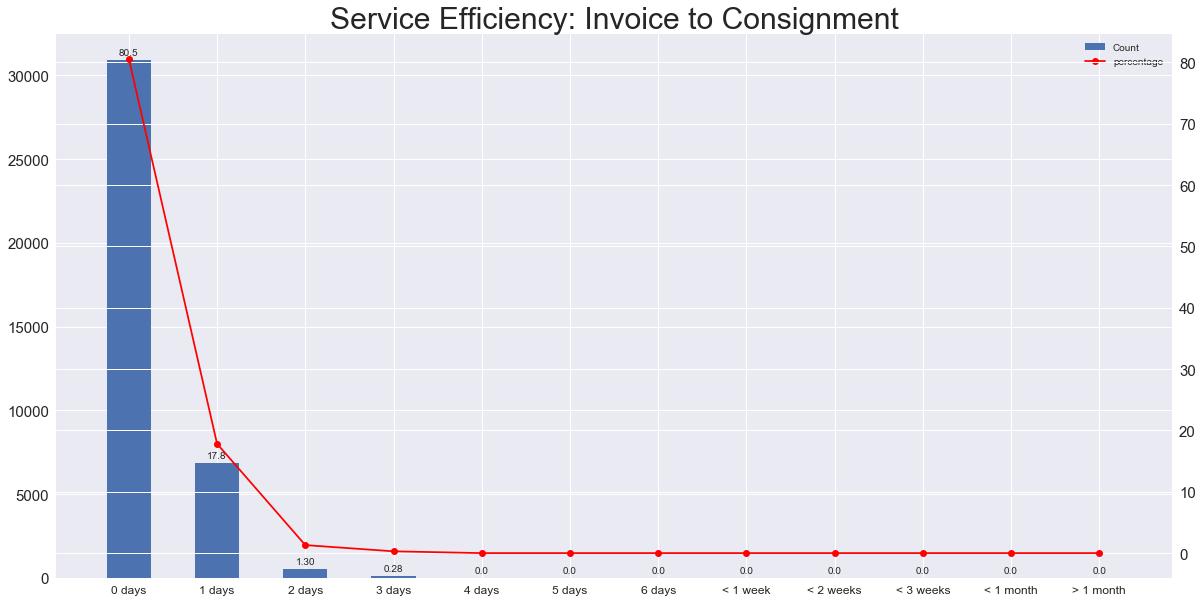 Service Efficiency: Invoice to Consignment
Count
percentage
30000
25000
20000
15000
10000
5000
0
80
70
60
50
40
30
20
10
0
80.5
17.8
1.30
0.28
0.0
0.0
0.0
0.0
0.0
0.0
0.0
0.0
0 days
1 days
2 days
3 days
4 days
5 days
6 days
< 1 week
< 2 weeks
< 3 weeks
< 1 month
> 1 month